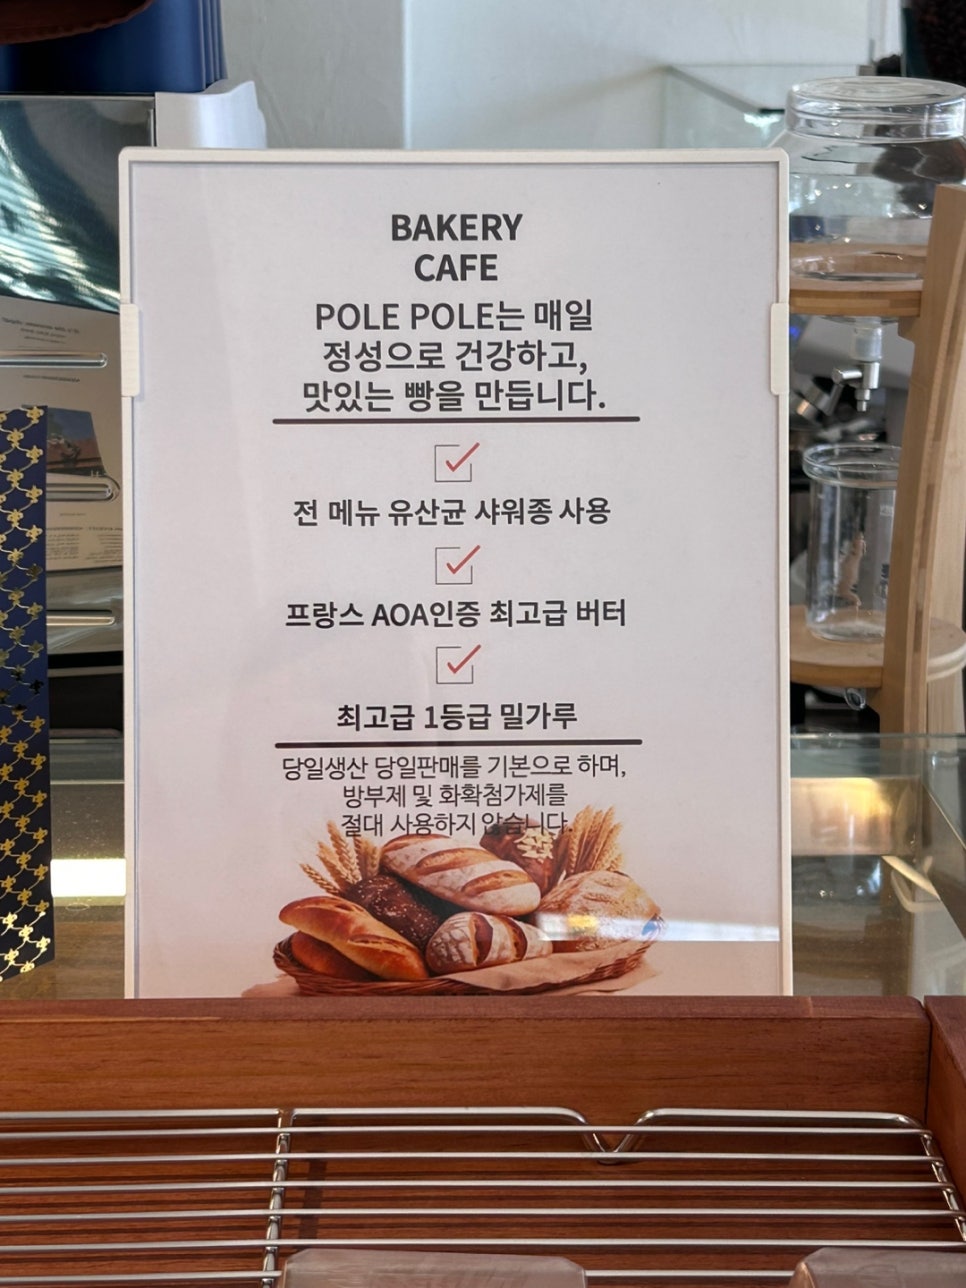 BAKERY
CAFE
POLE POLE는 매일
정성으로 건강하고,
맛있는 빵을 만듭니다.
전 메뉴 유산균 샤워종 사용
프랑스 AOA인증 최고급 버터
최고급 1등급 밀가루
당일생산 당일판매를 기본으로 하며,
방부제 및 화확첨가제를
절대 사용하지 않습니다.